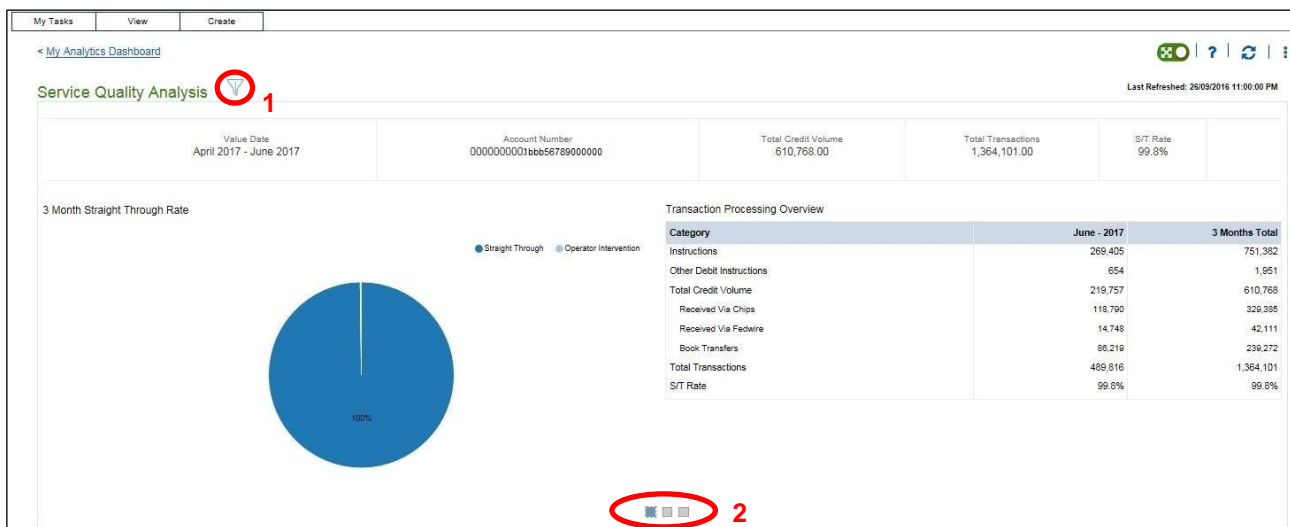 My Tasks View Create
< My Analytics Dashboard
?
Service Quality Analysis 1
Last Refreshed: 26/09/2016 11:00:00 PM
Value Date Account Number Total Credit Volume Total Transactions S/T Rate
April 2017 - June 2017 0000000001bbb56789000000 610,768.00 1,364,101.00 99.8%
3 Month Straight Through Rate
Straight Through Operator Intervention
100%
Transaction Processing Overview
Category June - 2017 3 Months Total
Instructions 269,405 751,382
Other Debit Instructions 654 1,951
Total Credit Volume 219,757 610,768
Received Via Chips 118,790 329,385
Received Via Fedwire 14,748 42,111
Book Transfers 86,219 239,272
Total Transactions 489,816 1,364,101
S/T Rate 99.8% 99.8%
2